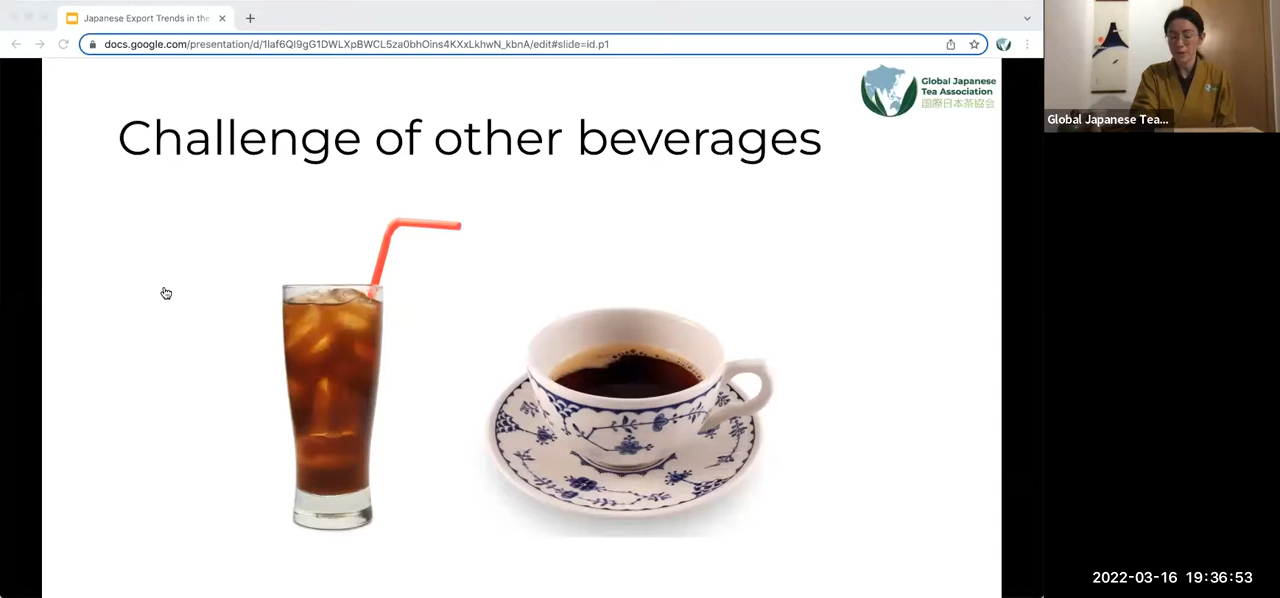 Japanese Export Trends in the
docs.google.com/presentation/d/1Iaf6QI9gG1DWLXpBWCL5za0bhOins4KXxLkhwN_kbnA/edit#slide=id.p1
Global Japanese
Tea Association
国際日本茶協会
Challenge of other beverages
Global Japanese Tea...
2022-03-16 19:36:53